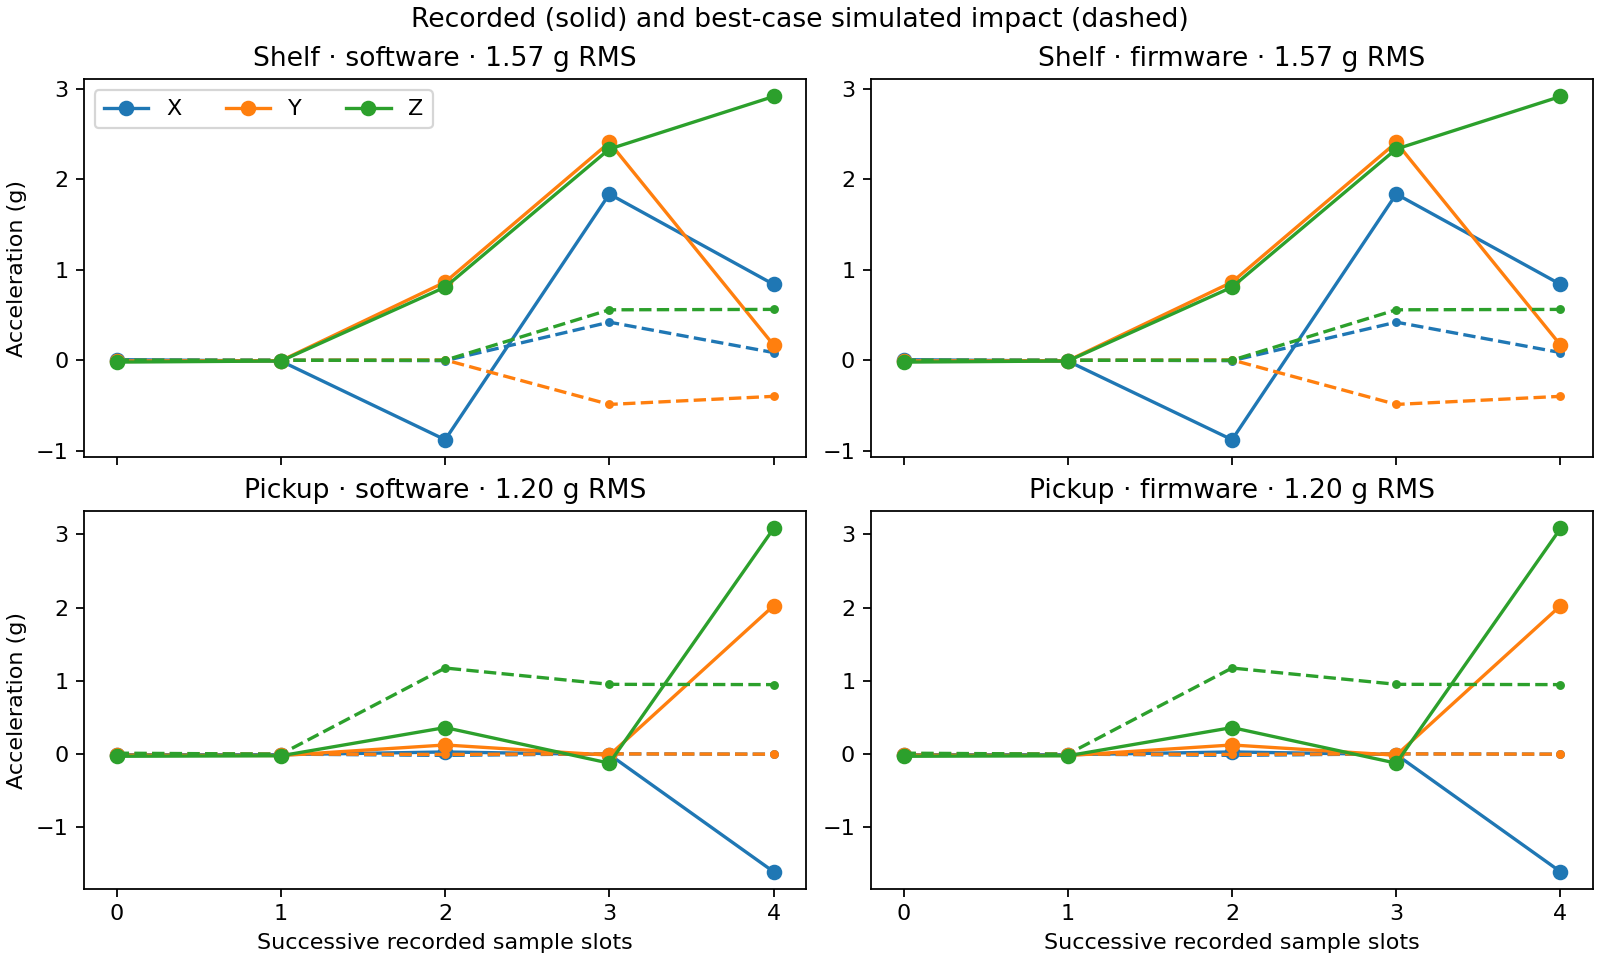 Recorded (solid) and best-case simulated impact (dashed)
Shelf · software · 1.57 g RMS
Shelf · firmware · 1.57 g RMS
X
Y
Z
Acceleration (g)
3
2
1
0
−1
3
2
1
0
−1
Pickup · software · 1.20 g RMS
Pickup · firmware · 1.20 g RMS
Acceleration (g)
3
2
1
0
−1
3
2
1
0
−1
0 1 2 3 4
0 1 2 3 4
Successive recorded sample slots
Successive recorded sample slots